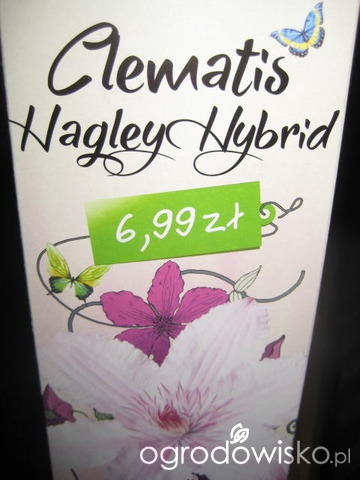 Clematis
Hagley Hybrid
6,99 zł
ogrodowisko.pl